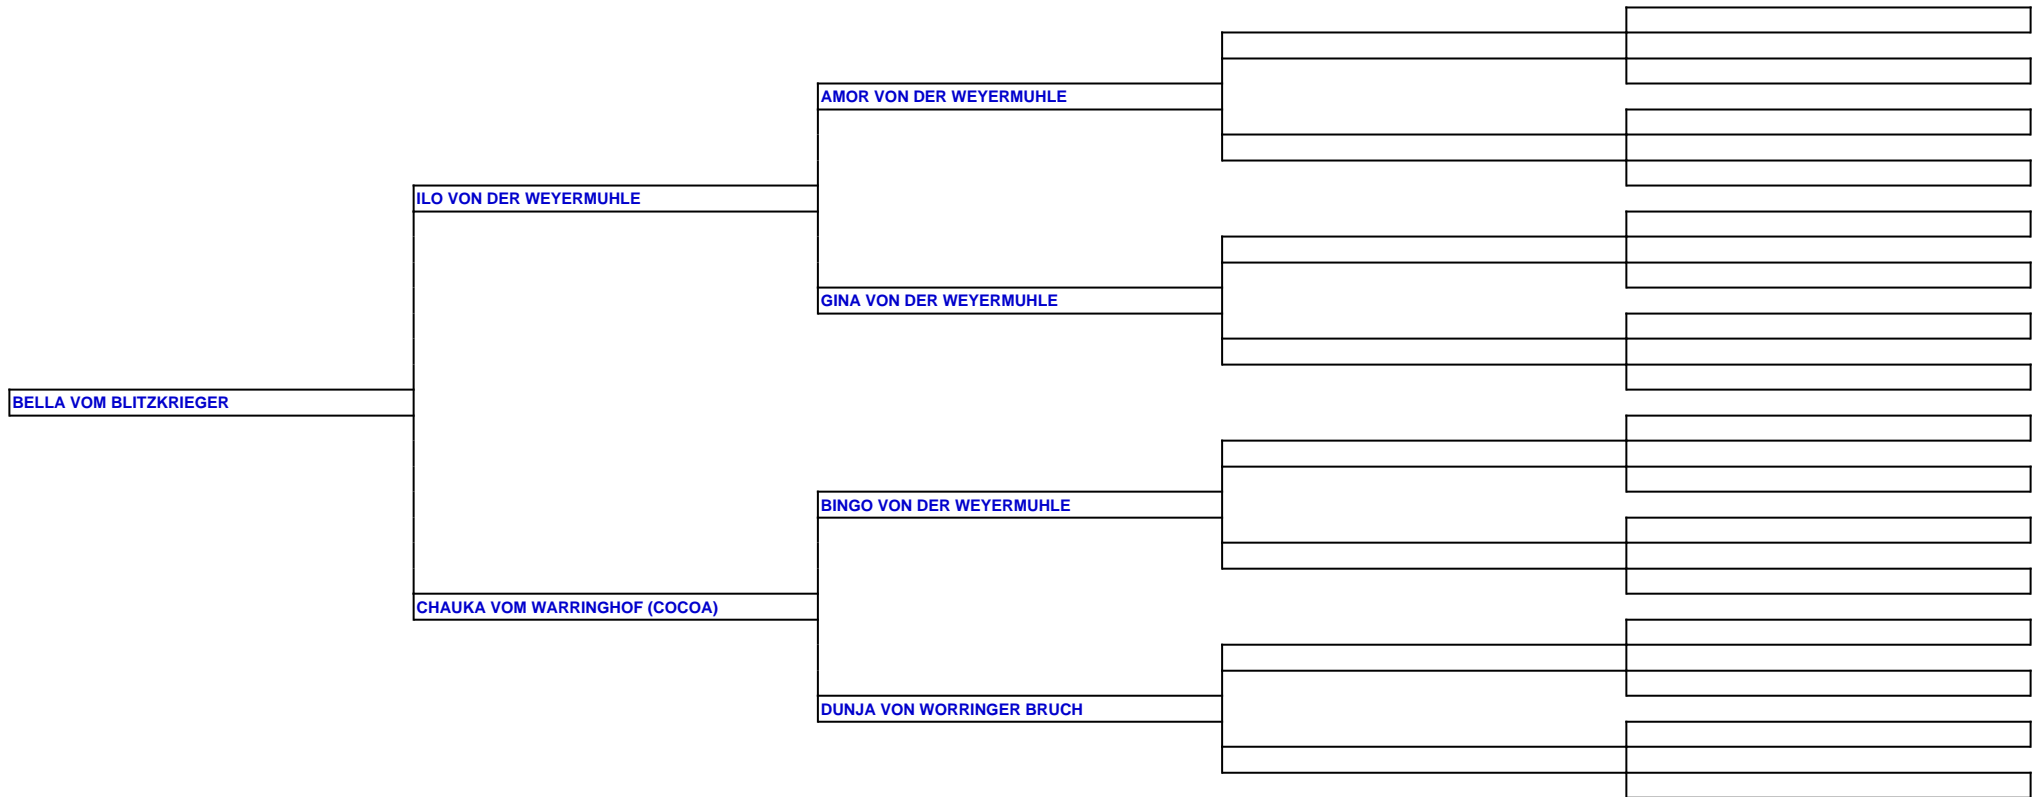 AMOR VON DER WEYERMUHLE
ILO VON DER WEYERMUHLE
GINA VON DER WEYERMUHLE
BELLA VOM BLITZKRIEGER
BINGO VON DER WEYERMUHLE
CHAUKA VOM WARRINGHOF (COCOA)
DUNJA VON WORRINGER BRUCH